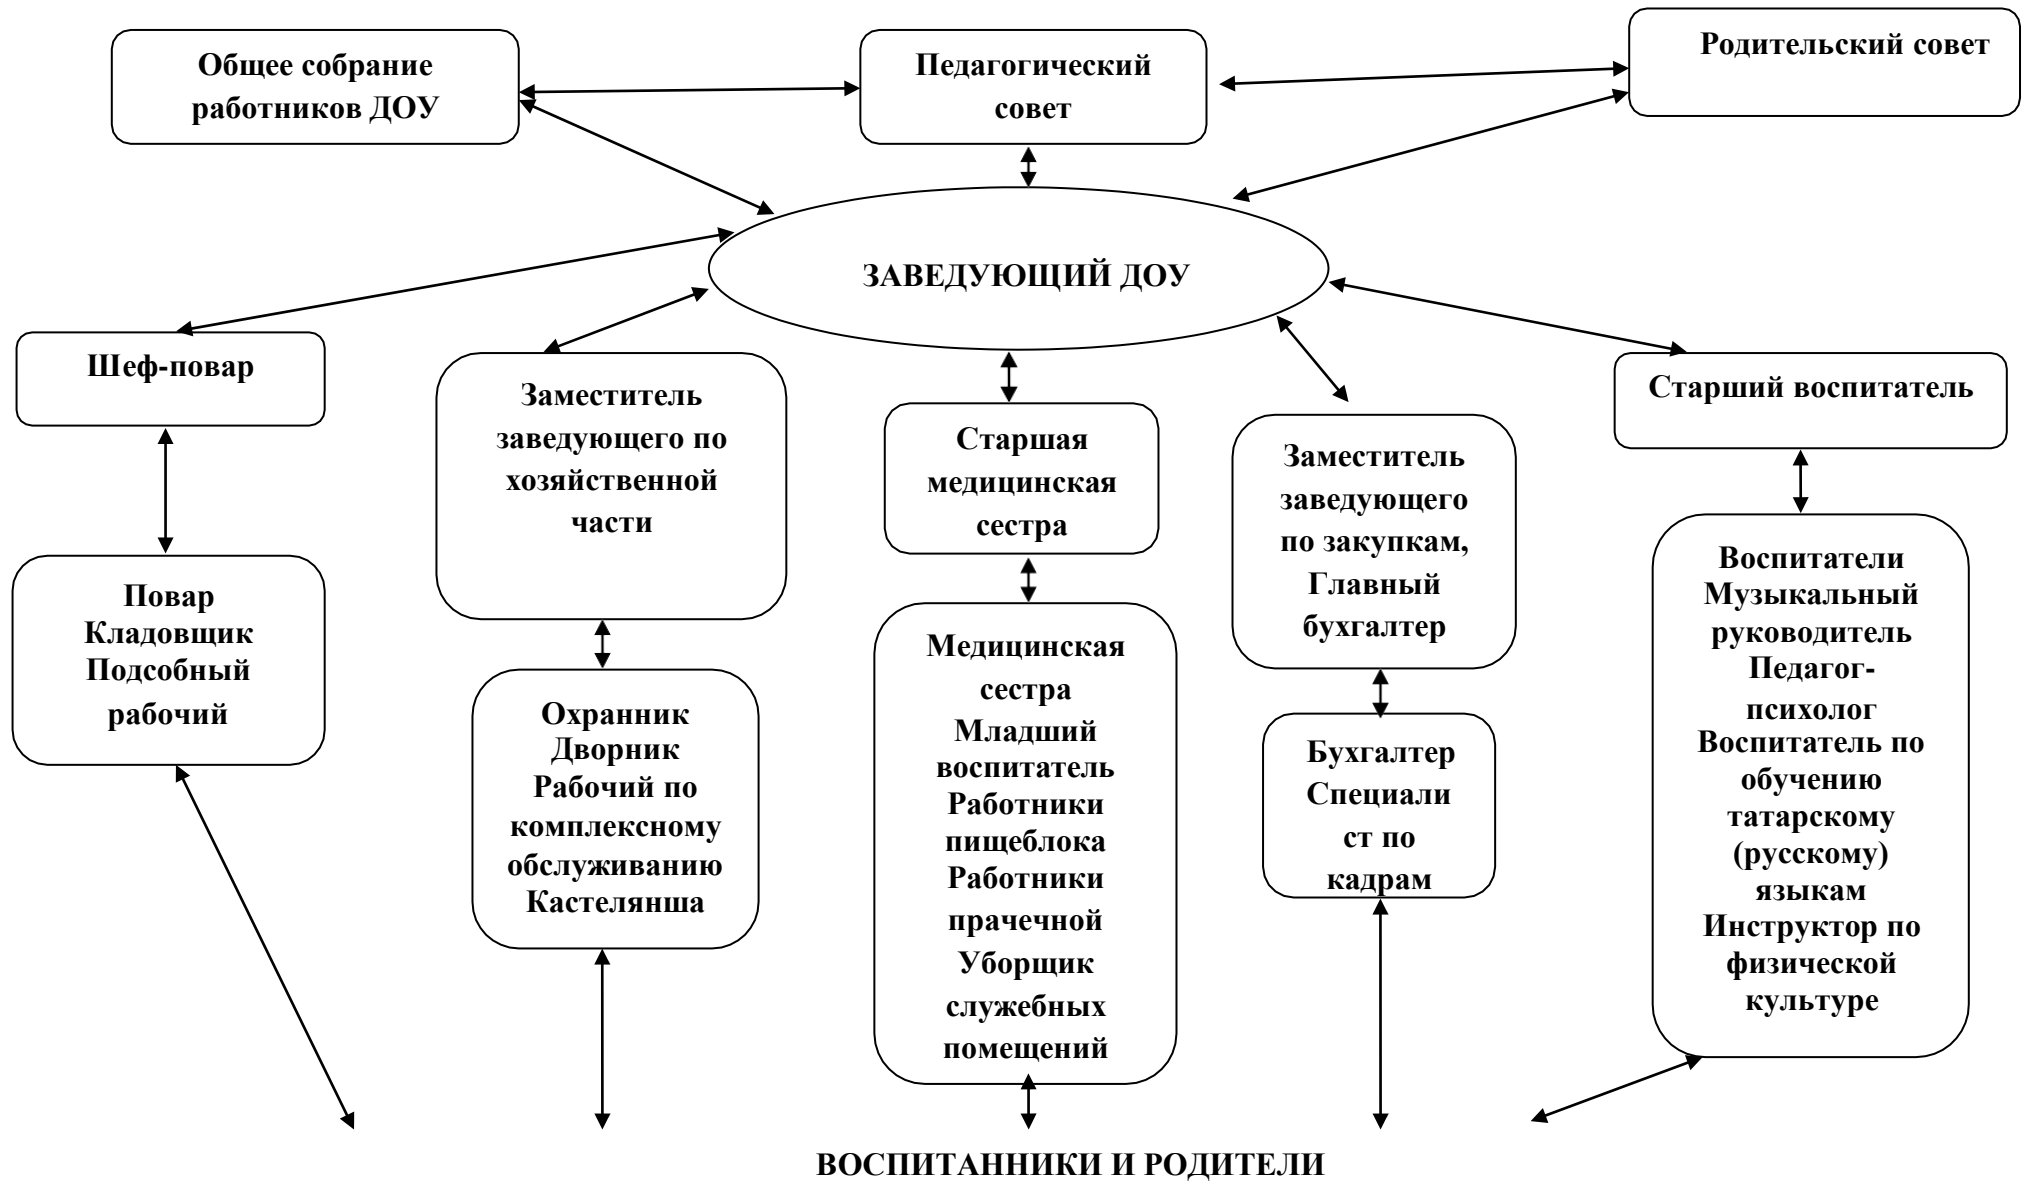 Общее собрание
работников ДОУ
Педагогический
совет
Родительский совет
ЗАВЕДУЮЩИЙ ДОУ
Шеф-повар
Заместитель
заведующего по
хозяйственной
части
Старшая
медицинская
сестра
Заместитель
заведующего
по закупкам,
Главный
бухгалтер
Старший воспитатель
Повар
Кладовщик
Подсобный
рабочий
Охранник
Дворник
Рабочий по
комплексному
обслуживанию
Кастелянша
Медицинская
сестра
Младший
воспитатель
Работники
пищеблока
Работники
прачечной
Уборщик
служебных
помещений
Бухгалтер
Специали
ст по
кадрам
Воспитатели
Музыкальный
руководитель
Педагог-
психолог
Воспитатель по
обучению
татарскому
(русскому)
языкам
Инструктор по
физической
культуре
ВОСПИТАННИКИ И РОДИТЕЛИ